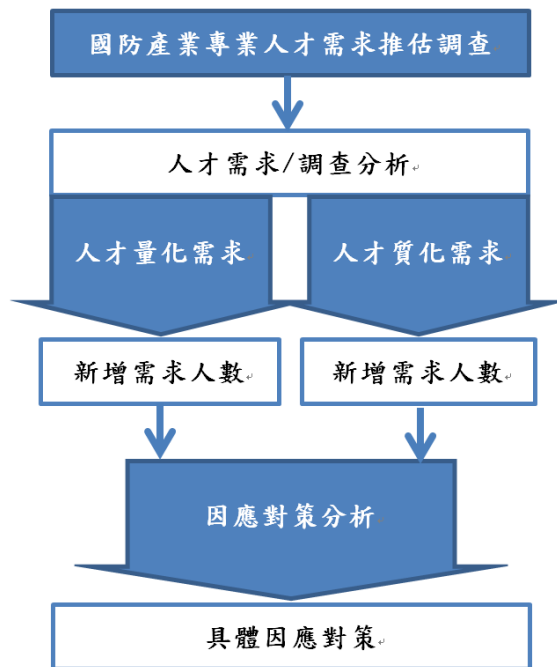 國防產業專業人才需求推估調查
人才需求/調查分析
人才量化需求
人才質化需求
新增需求人數
新增需求人數
因應對策分析
具體因應對策